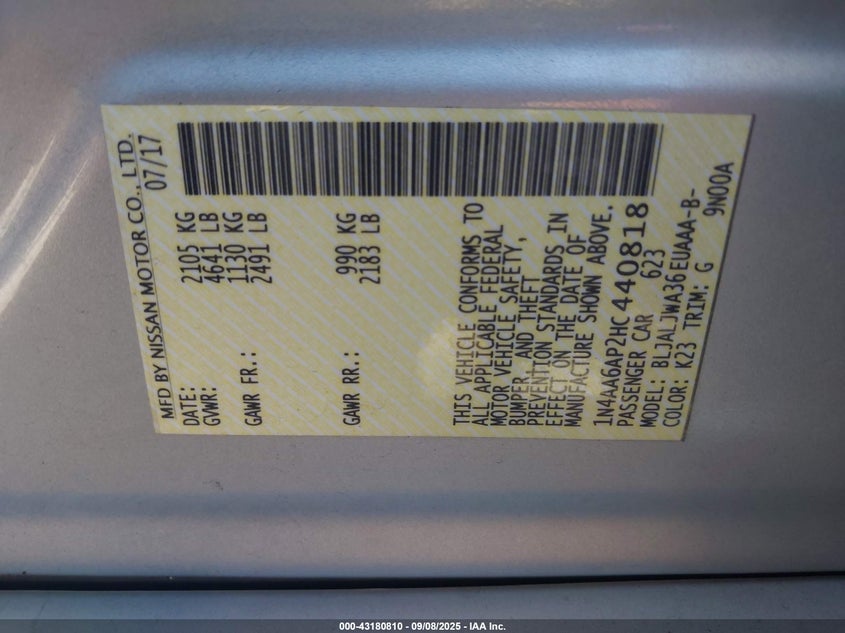 MFD BY NISSAN MOTOR CO., LTD.
DATE: 07/17
GVWR: 2105 KG
4641 LB
GAWR FR.: 1130 KG
2491 LB
GAWR RR.: 990 KG
2183 LB
THIS VEHICLE CONFORMS TO
ALL APPLICABLE FEDERAL
MOTOR VEHICLE SAFETY,
BUMPER, AND THEFT
PREVENTION STANDARDS IN
EFFECT ON THE DATE OF
MANUFACTURE SHOWN ABOVE.
1N4AA6AP2HC440818
PASSENGER CAR 623
MODEL: BLJALJWA36EUAAA-B-
COLOR: K23 TRIM: G 9N00A
000-43180810 - 09/08/2025 - IAA Inc.